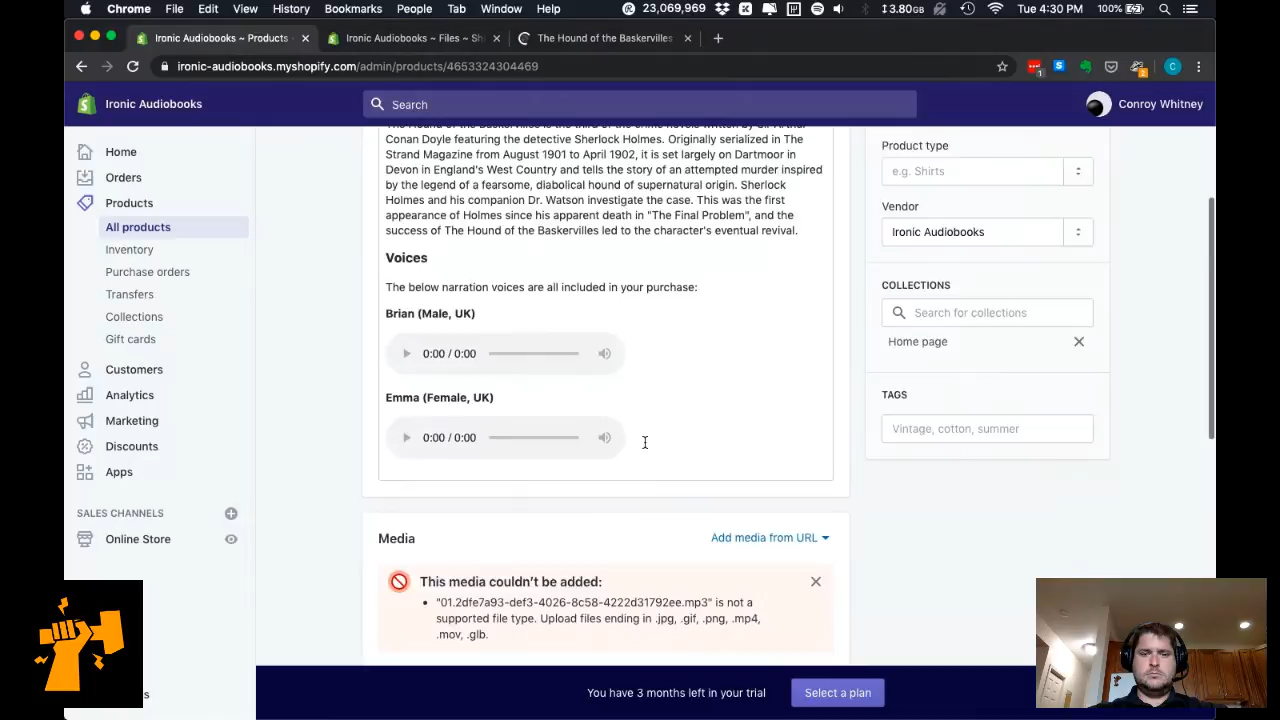 Chrome File Edit View History Bookmarks People Tab Window Help 23,069,969 3.80GB Tue 4:30 PM 100%
Ironic Audiobooks ~ Products · Ironic Audiobooks ~ Files ~ Sh The Hound of the Baskervilles
ironic-audiobooks.myshopify.com/admin/products/4653324304469
Ironic Audiobooks
Search
Conroy Whitney
Home
Orders
Products
All products
Inventory
Purchase orders
Transfers
Collections
Gift cards
Customers
Analytics
Marketing
Discounts
Apps
SALES CHANNELS
Online Store
Conan Doyle featuring the detective Sherlock Holmes. Originally serialized in The
Strand Magazine from August 1901 to April 1902, it is set largely on Dartmoor in
Devon in England's West Country and tells the story of an attempted murder inspired
by the legend of a fearsome, diabolical hound of supernatural origin. Sherlock
Holmes and his companion Dr. Watson investigate the case. This was the first
appearance of Holmes since his apparent death in "The Final Problem", and the
success of The Hound of the Baskervilles led to the character's eventual revival.
Voices
The below narration voices are all included in your purchase:
Brian (Male, UK)
0:00 / 0:00
Emma (Female, UK)
0:00 / 0:00
Media
Add media from URL
This media couldn't be added:
• "01.2dfe7a93-def3-4026-8c58-4222d31792ee.mp3" is not a
supported file type. Upload files ending in .jpg, .gif, .png, .mp4,
.mov, .glb.
Product type
e.g. Shirts
Vendor
Ironic Audiobooks
COLLECTIONS
Search for collections
Home page
TAGS
Vintage, cotton, summer
You have 3 months left in your trial
Select a plan